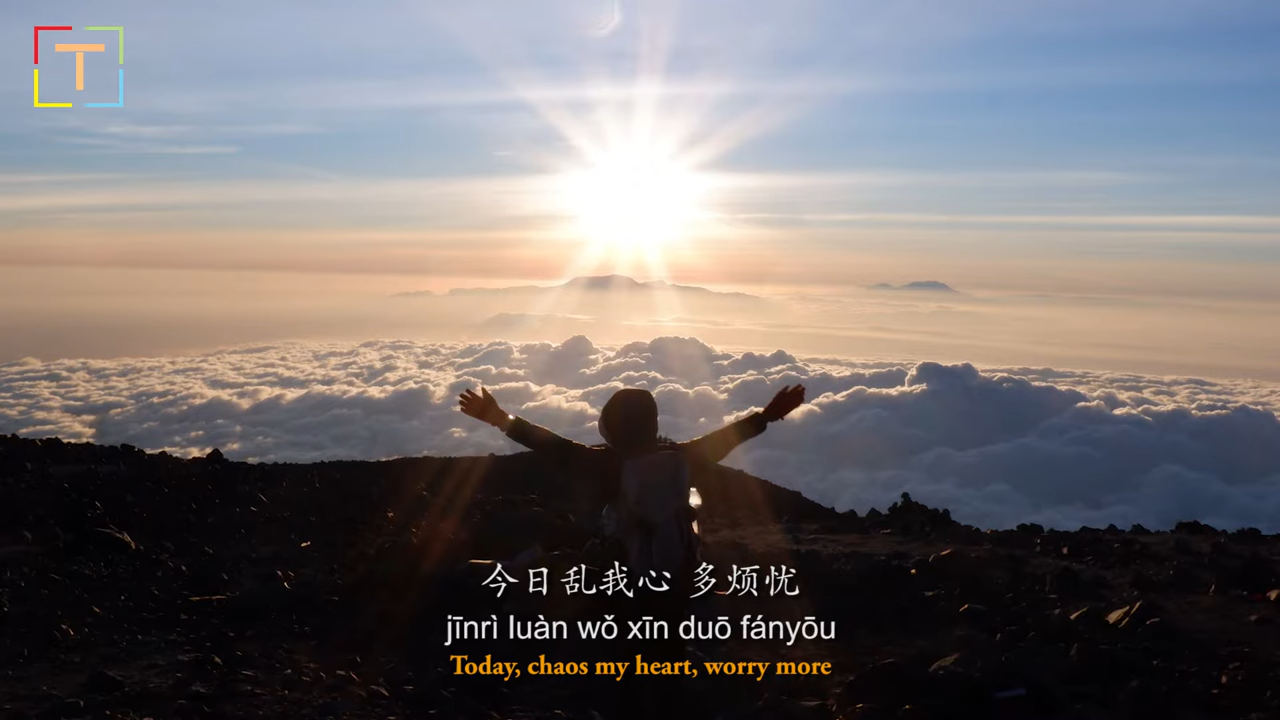 T
今日乱我心 多烦忧
jīnrì luàn wǒ xīn duō fányōu
Today, chaos my heart, worry more